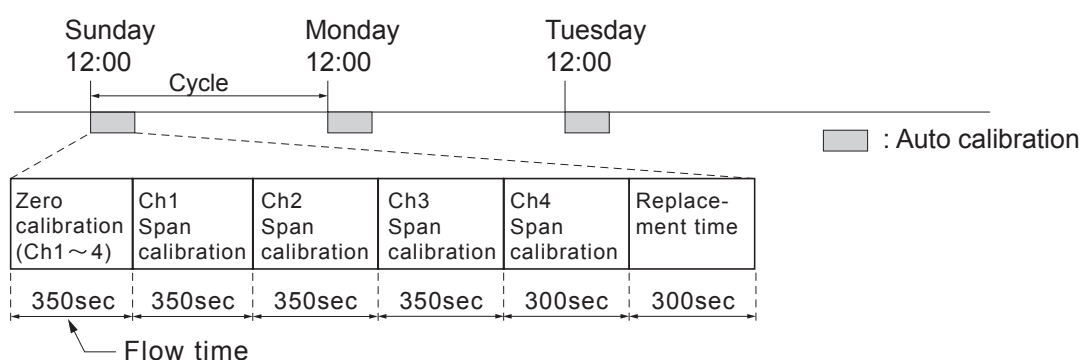 Sunday
12:00
Monday
12:00
Tuesday
12:00
Cycle
: Auto calibration
Zero
calibration
(Ch1～4)
Ch1
Span
calibration
Ch2
Span
calibration
Ch3
Span
calibration
Ch4
Span
calibration
Replace-
ment time
350sec
350sec
350sec
350sec
300sec
300sec
Flow time